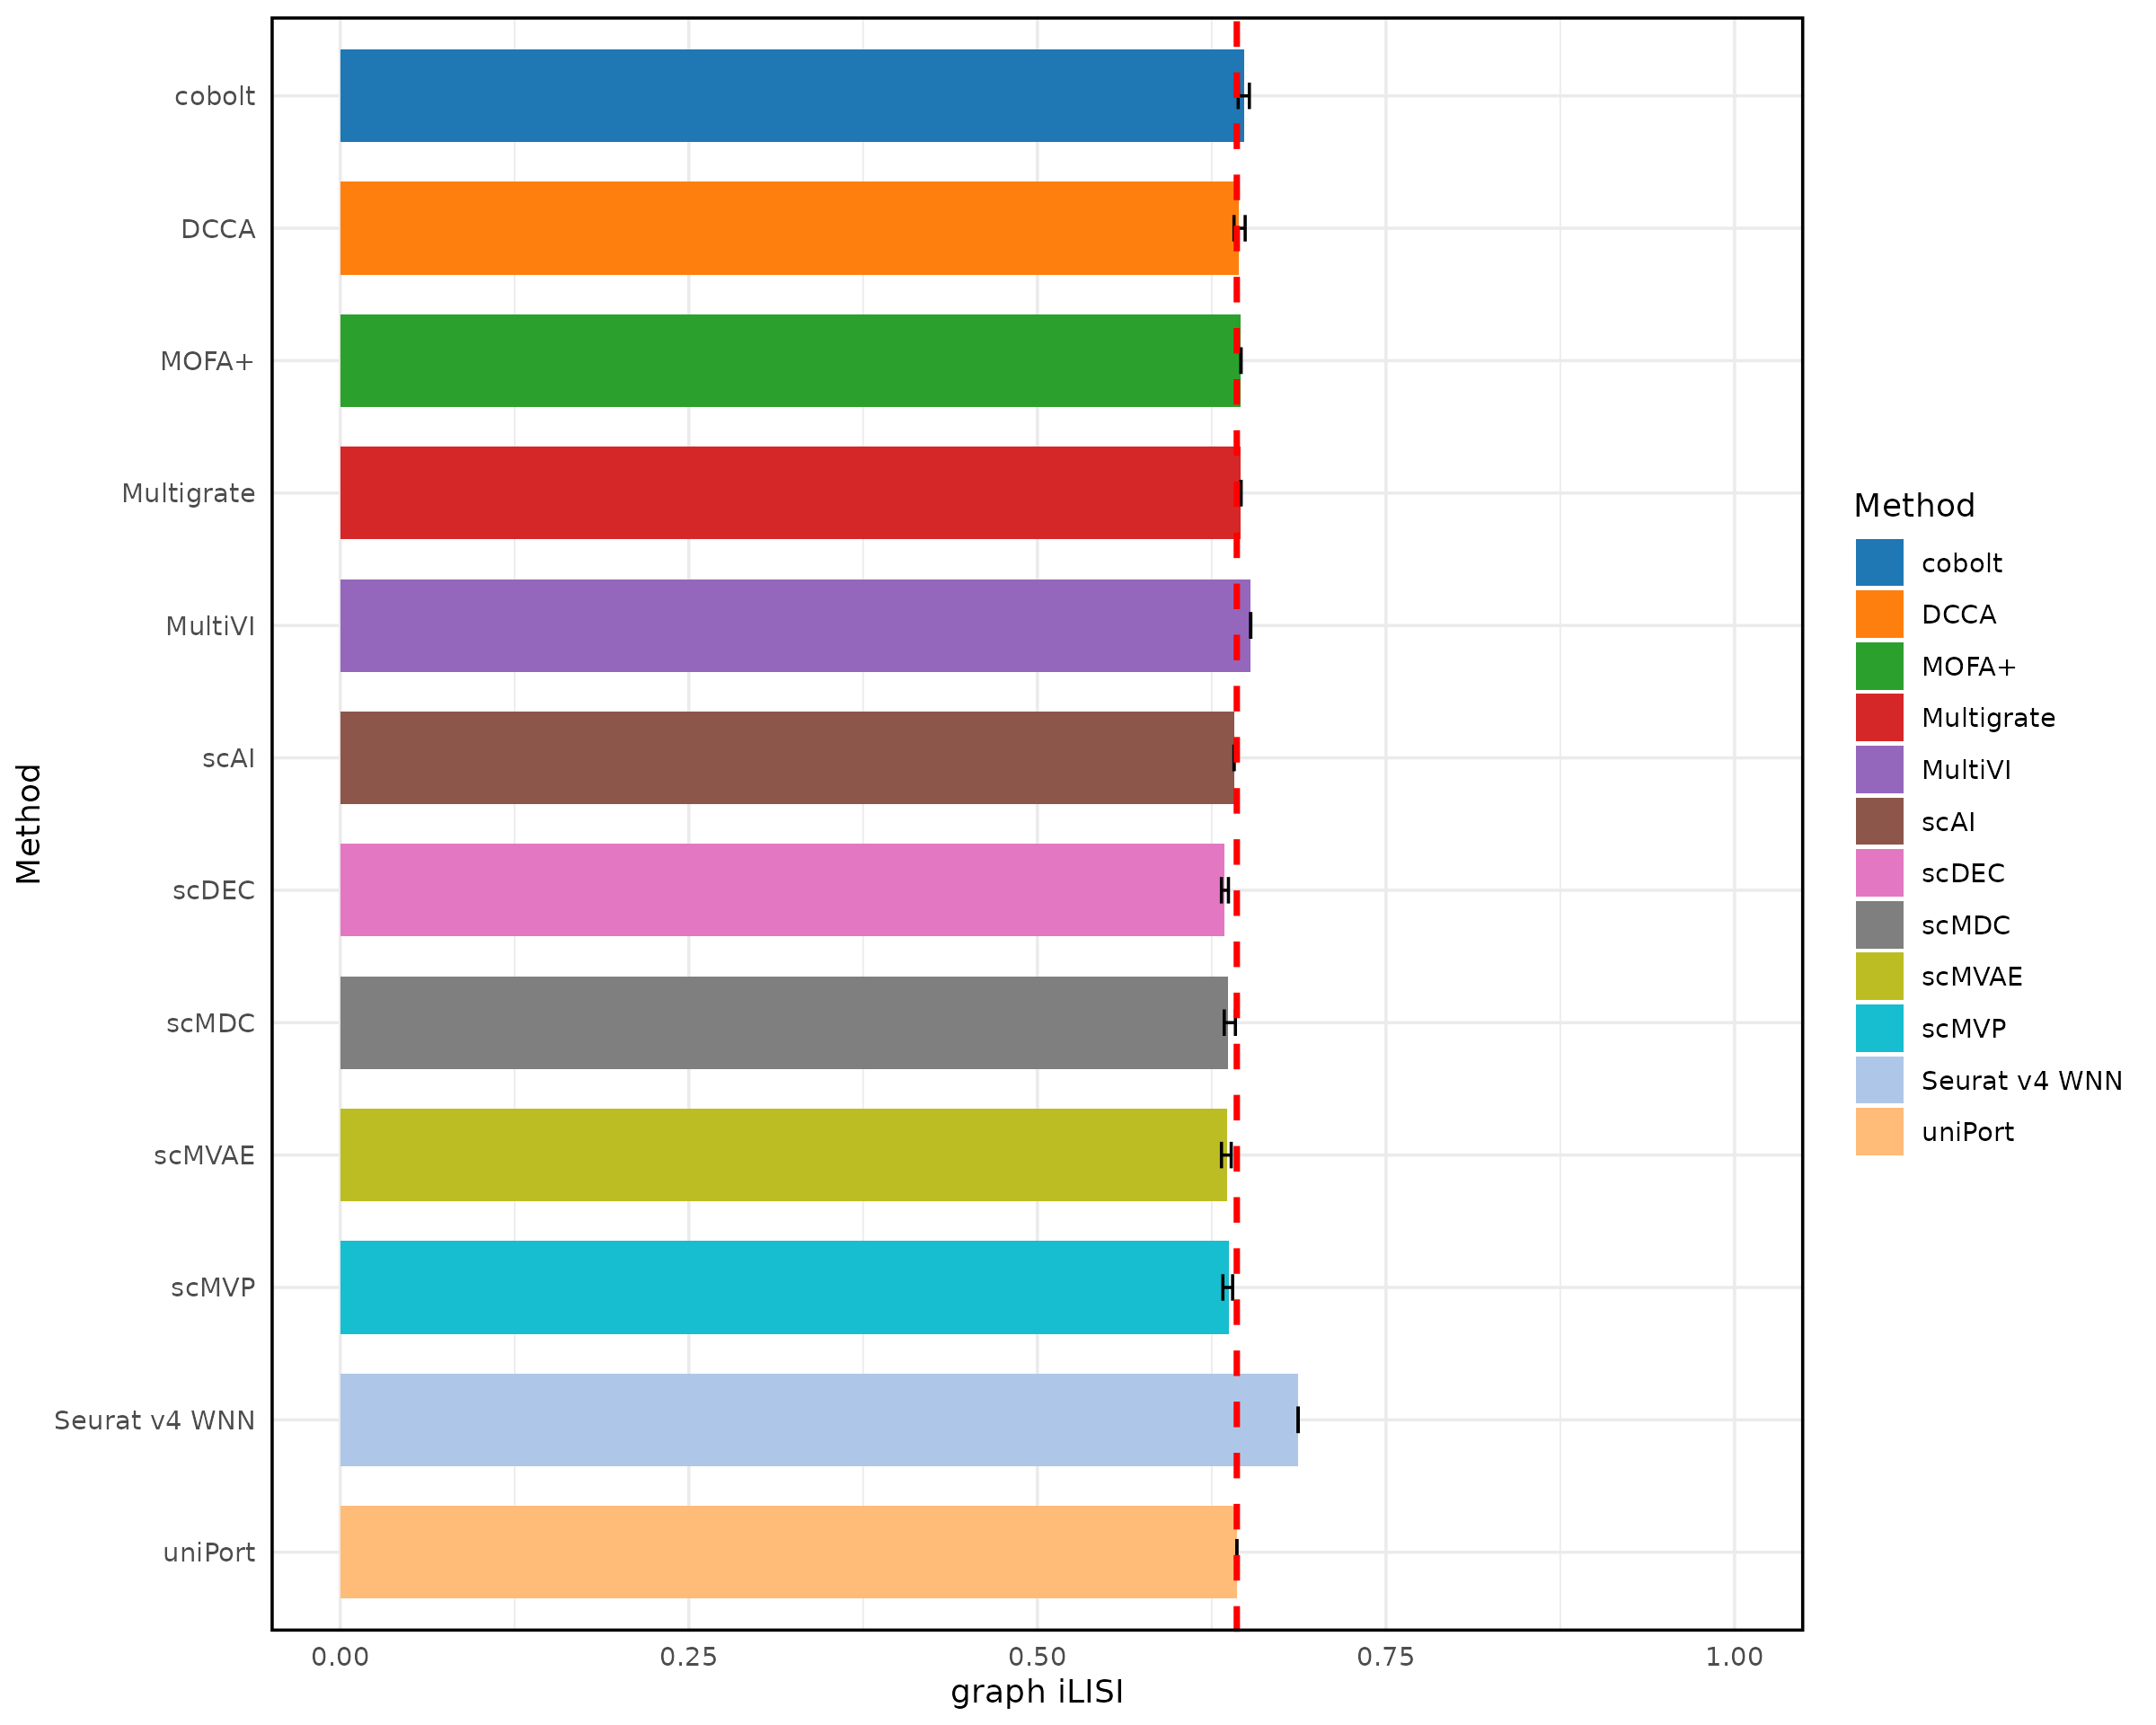 Method
cobolt
DCCA
MOFA+
Multigrate
MultiVI
scAI
scDEC
scMDC
scMVAE
scMVP
Seurat v4 WNN
uniPort
0.00 0.25 0.50 0.75 1.00
graph iLISI
Method
cobolt
DCCA
MOFA+
Multigrate
MultiVI
scAI
scDEC
scMDC
scMVAE
scMVP
Seurat v4 WNN
uniPort